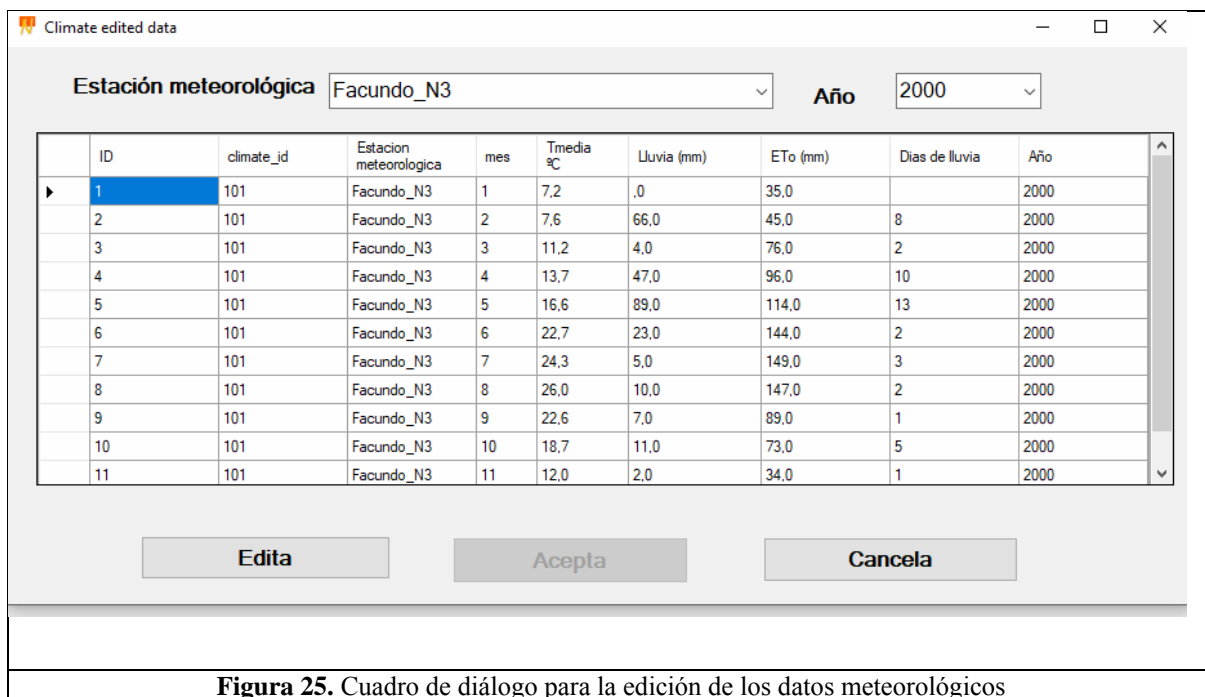 Climate edited data
Estación meteorológica Facundo_N3 Año 2000
ID climate_id Estacion meteorologica mes Tmedia ºC Lluvia (mm) ETo (mm) Dias de lluvia Año
1 101 Facundo_N3 1 7,2 ,0 35,0 2000
2 101 Facundo_N3 2 7,6 66,0 45,0 8 2000
3 101 Facundo_N3 3 11,2 4,0 76,0 2 2000
4 101 Facundo_N3 4 13,7 47,0 96,0 10 2000
5 101 Facundo_N3 5 16,6 89,0 114,0 13 2000
6 101 Facundo_N3 6 22,7 23,0 144,0 2 2000
7 101 Facundo_N3 7 24,3 5,0 149,0 3 2000
8 101 Facundo_N3 8 26,0 10,0 147,0 2 2000
9 101 Facundo_N3 9 22,6 7,0 89,0 1 2000
10 101 Facundo_N3 10 18,7 11,0 73,0 5 2000
11 101 Facundo_N3 11 12,0 2,0 34,0 1 2000
Edita Acepta Cancela
Figura 25. Cuadro de diálogo para la edición de los datos meteorológicos